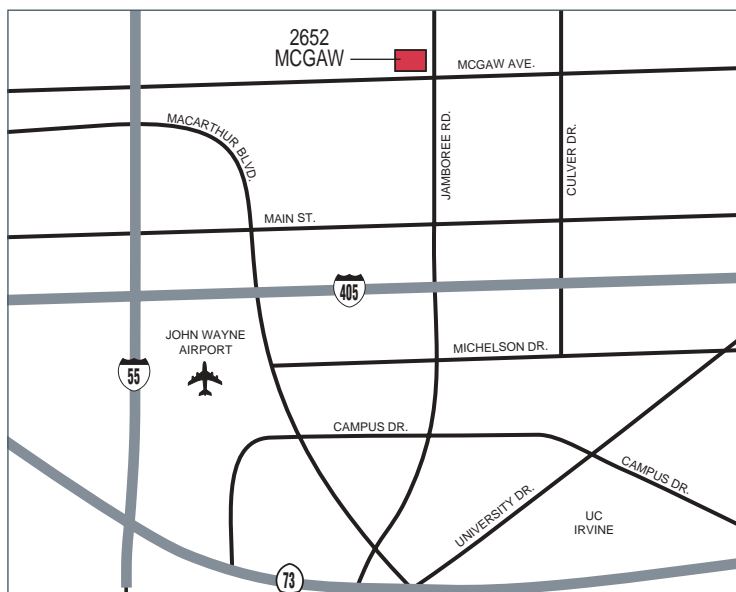 2652
MCGAW
MCGAW AVE.
MACARTHUR BLVD.
JAMBOREE RD.
CULVER DR.
MAIN ST.
405
JOHN WAYNE
AIRPORT
MICHELSON DR.
55
CAMPUS DR.
CAMPUS DR.
UNIVERSITY DR.
UC
IRVINE
73